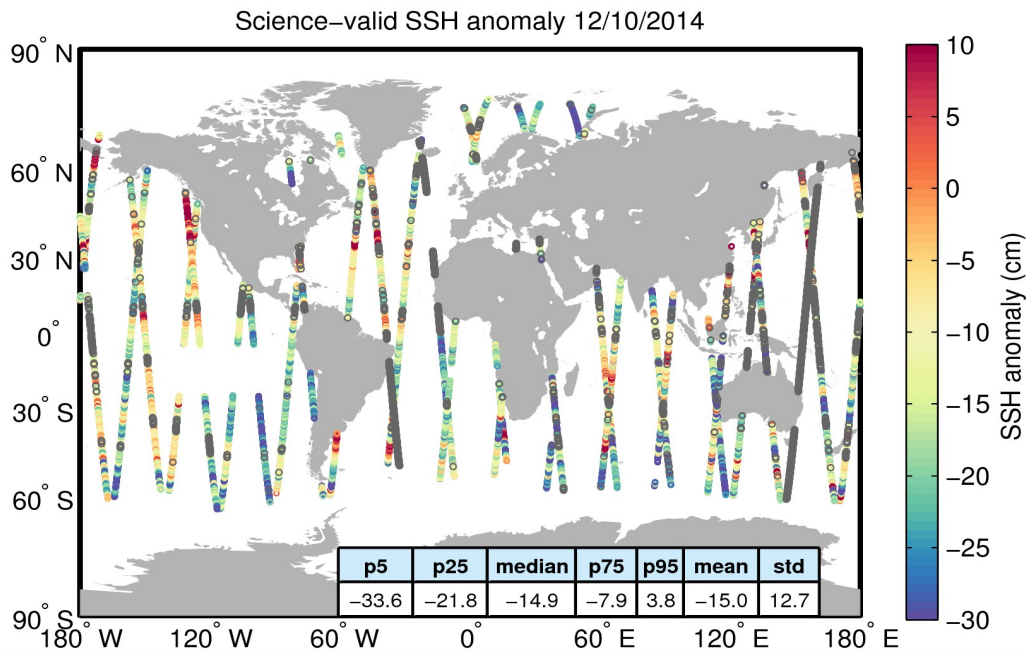 Science−valid SSH anomaly 12/10/2014
90° N
60° N
30° N
0°
30° S
60° S
90° S
180° W
120° W
60° W
0°
60° E
120° E
180° E
p5 p25 median p75 p95 mean std
−33.6 −21.8 −14.9 −7.9 3.8 −15.0 12.7
10
5
0
−5
−10
−15
−20
−25
−30
SSH anomaly (cm)